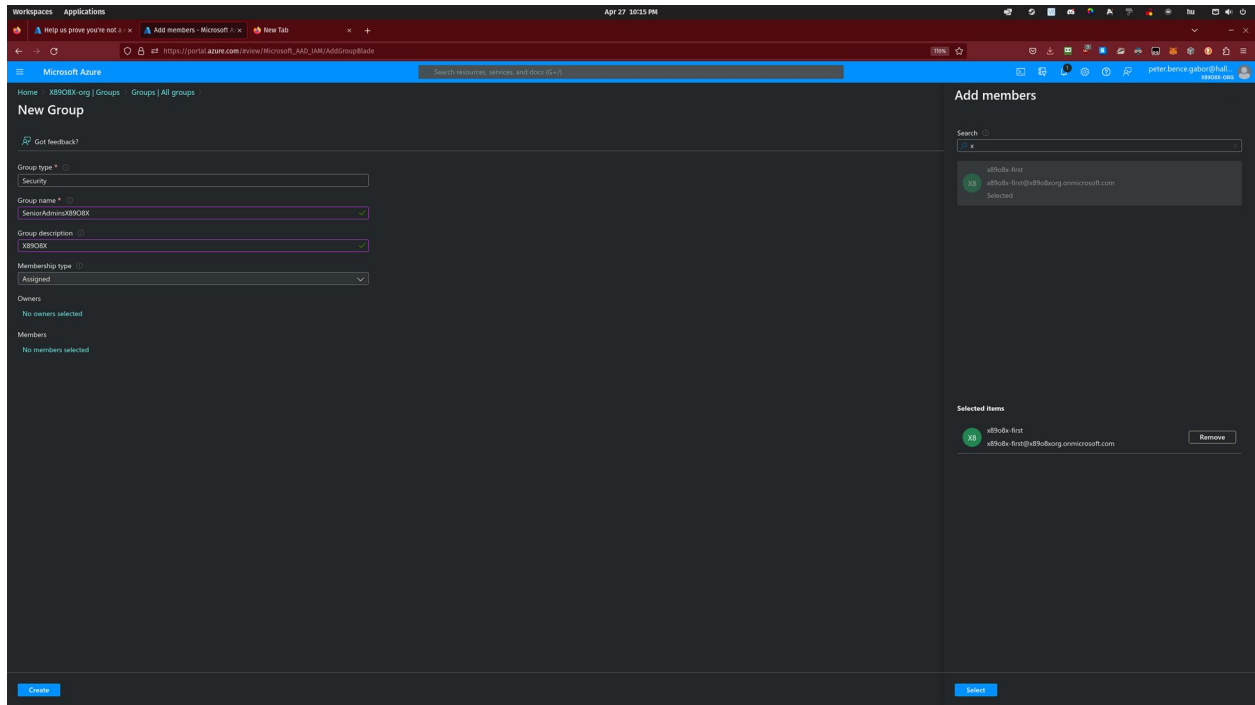 Workspaces Applications Apr 27 10:15 PM hu
Help us prove you're not a r × Add members - Microsoft Az × New Tab × +
https://portal.azure.com/#view/Microsoft_AAD_IAM/AddGroupBlade 110%
Microsoft Azure Search resources, services, and docs (G+/) 1 peter.bence.gabor@hall...
X89O8X-ORG
Home > X89O8X-org | Groups > Groups | All groups >
New Group
Got feedback?
Group type *
Security
Group name *
SeniorAdminsX89O8X
Group description
X89O8X
Membership type
Assigned
Owners
No owners selected
Members
No members selected
Create
Add members
Search
x
X8
x89o8x-first
x89o8x-first@x89o8xorg.onmicrosoft.com
Selected
Selected items
X8
x89o8x-first
x89o8x-first@x89o8xorg.onmicrosoft.com
Remove
Select